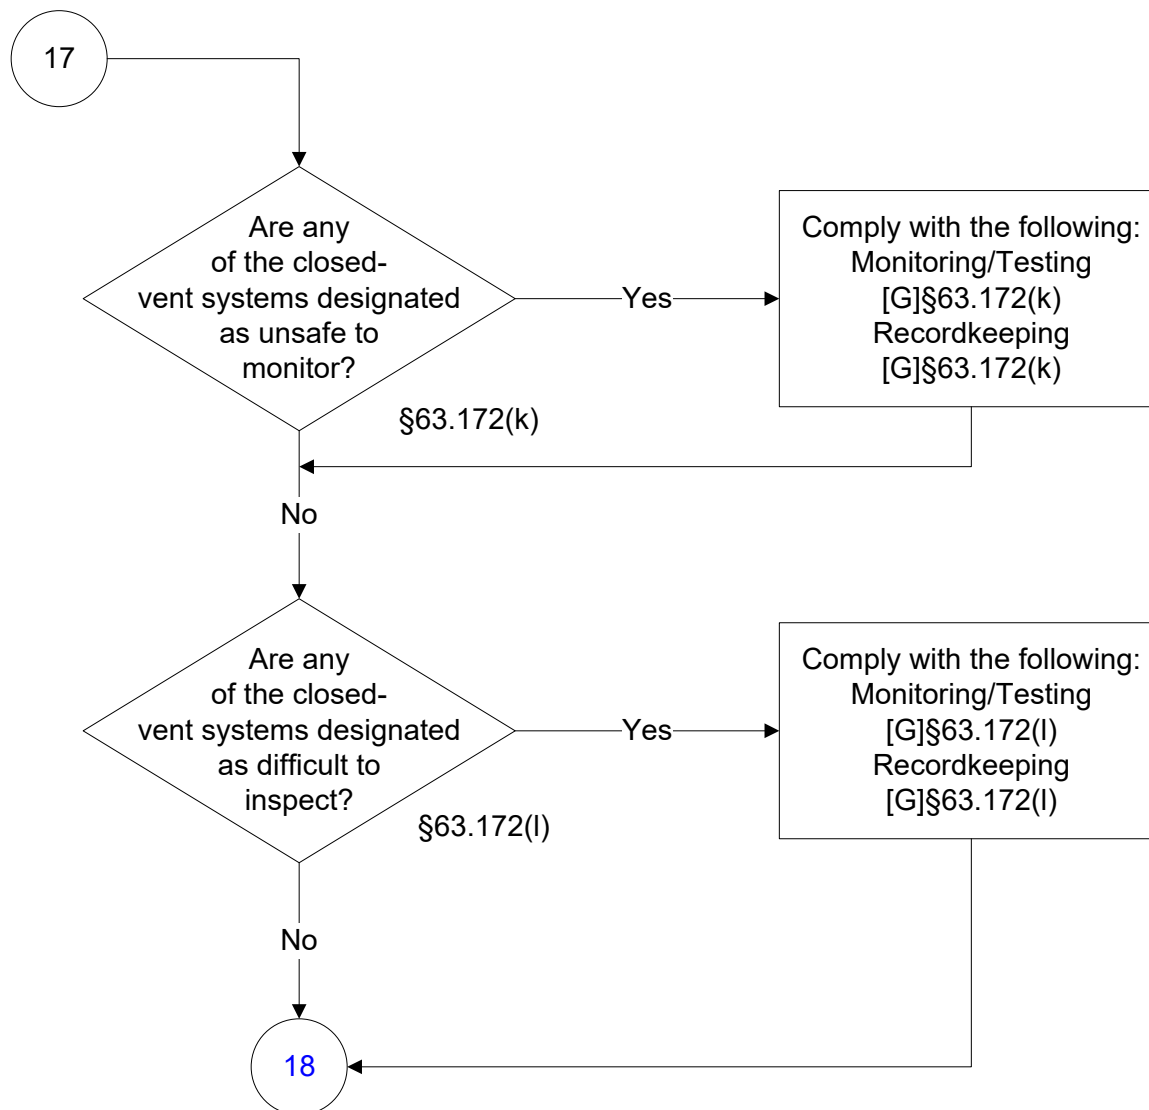 17
Are any
of the closed-
vent systems designated
as unsafe to
monitor?
Yes
Comply with the following:
Monitoring/Testing
[G]§63.172(k)
Recordkeeping
[G]§63.172(k)
§63.172(k)
No
Are any
of the closed-
vent systems designated
as difficult to
inspect?
Yes
Comply with the following:
Monitoring/Testing
[G]§63.172(l)
Recordkeeping
[G]§63.172(l)
§63.172(l)
No
18